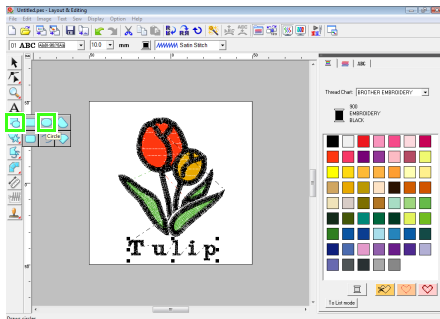 Untitled.pes - Layout & Editing
File Edit Image Text Sew Display Option Help
01 ABC 10.0 mm Satin Stitch
ABC
Thread Chart: BROTHER EMBROIDERY
900
EMBROIDERY
BLACK
A
Circle
Tulip
To List mode